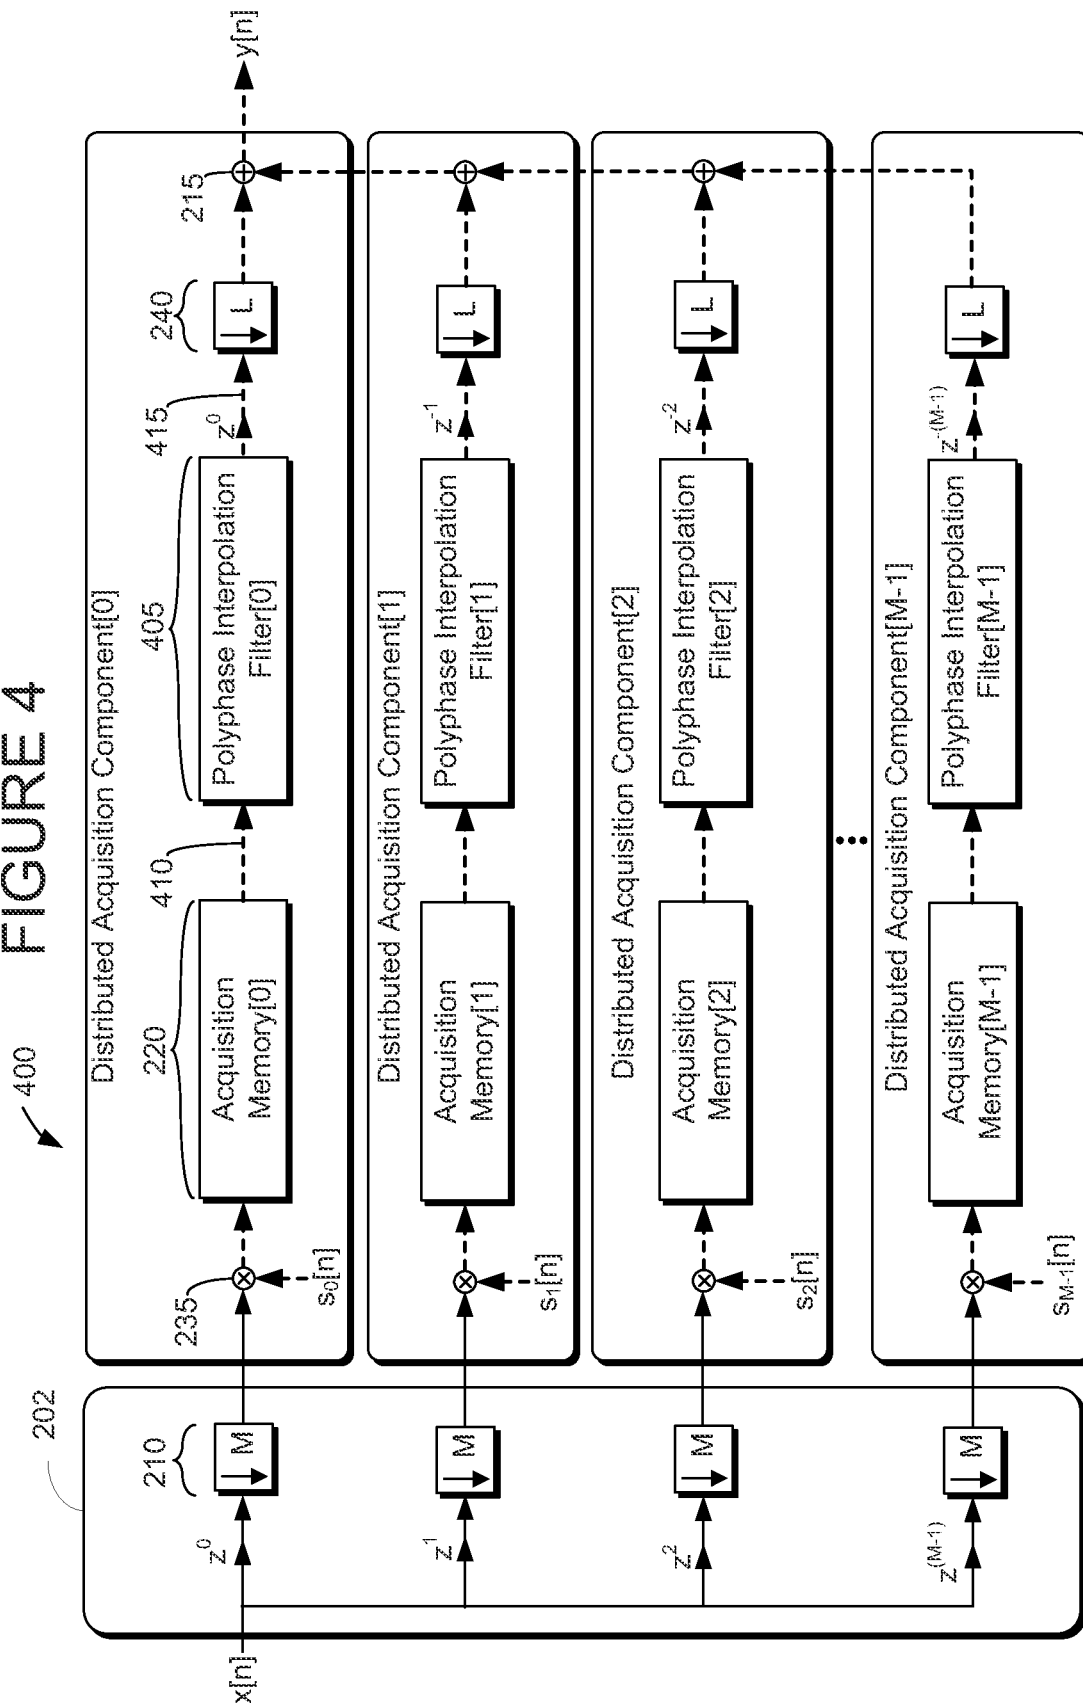 FIGURE 4
400
202
x[n]
z^0
210
↓ M
z^1
↓ M
z^2
↓ M
z^(M-1)
↓ M
Distributed Acquisition Component[0]
235
s0[n]
220
Acquisition
Memory[0]
410
405
Polyphase Interpolation
Filter[0]
415
z^0
240
↓ L
215
y[n]
Distributed Acquisition Component[1]
s1[n]
Acquisition
Memory[1]
Polyphase Interpolation
Filter[1]
z^-1
↓ L
Distributed Acquisition Component[2]
s2[n]
Acquisition
Memory[2]
Polyphase Interpolation
Filter[2]
z^-2
↓ L
Distributed Acquisition Component[M-1]
sM-1[n]
Acquisition
Memory[M-1]
Polyphase Interpolation
Filter[M-1]
z^-(M-1)
↓ L